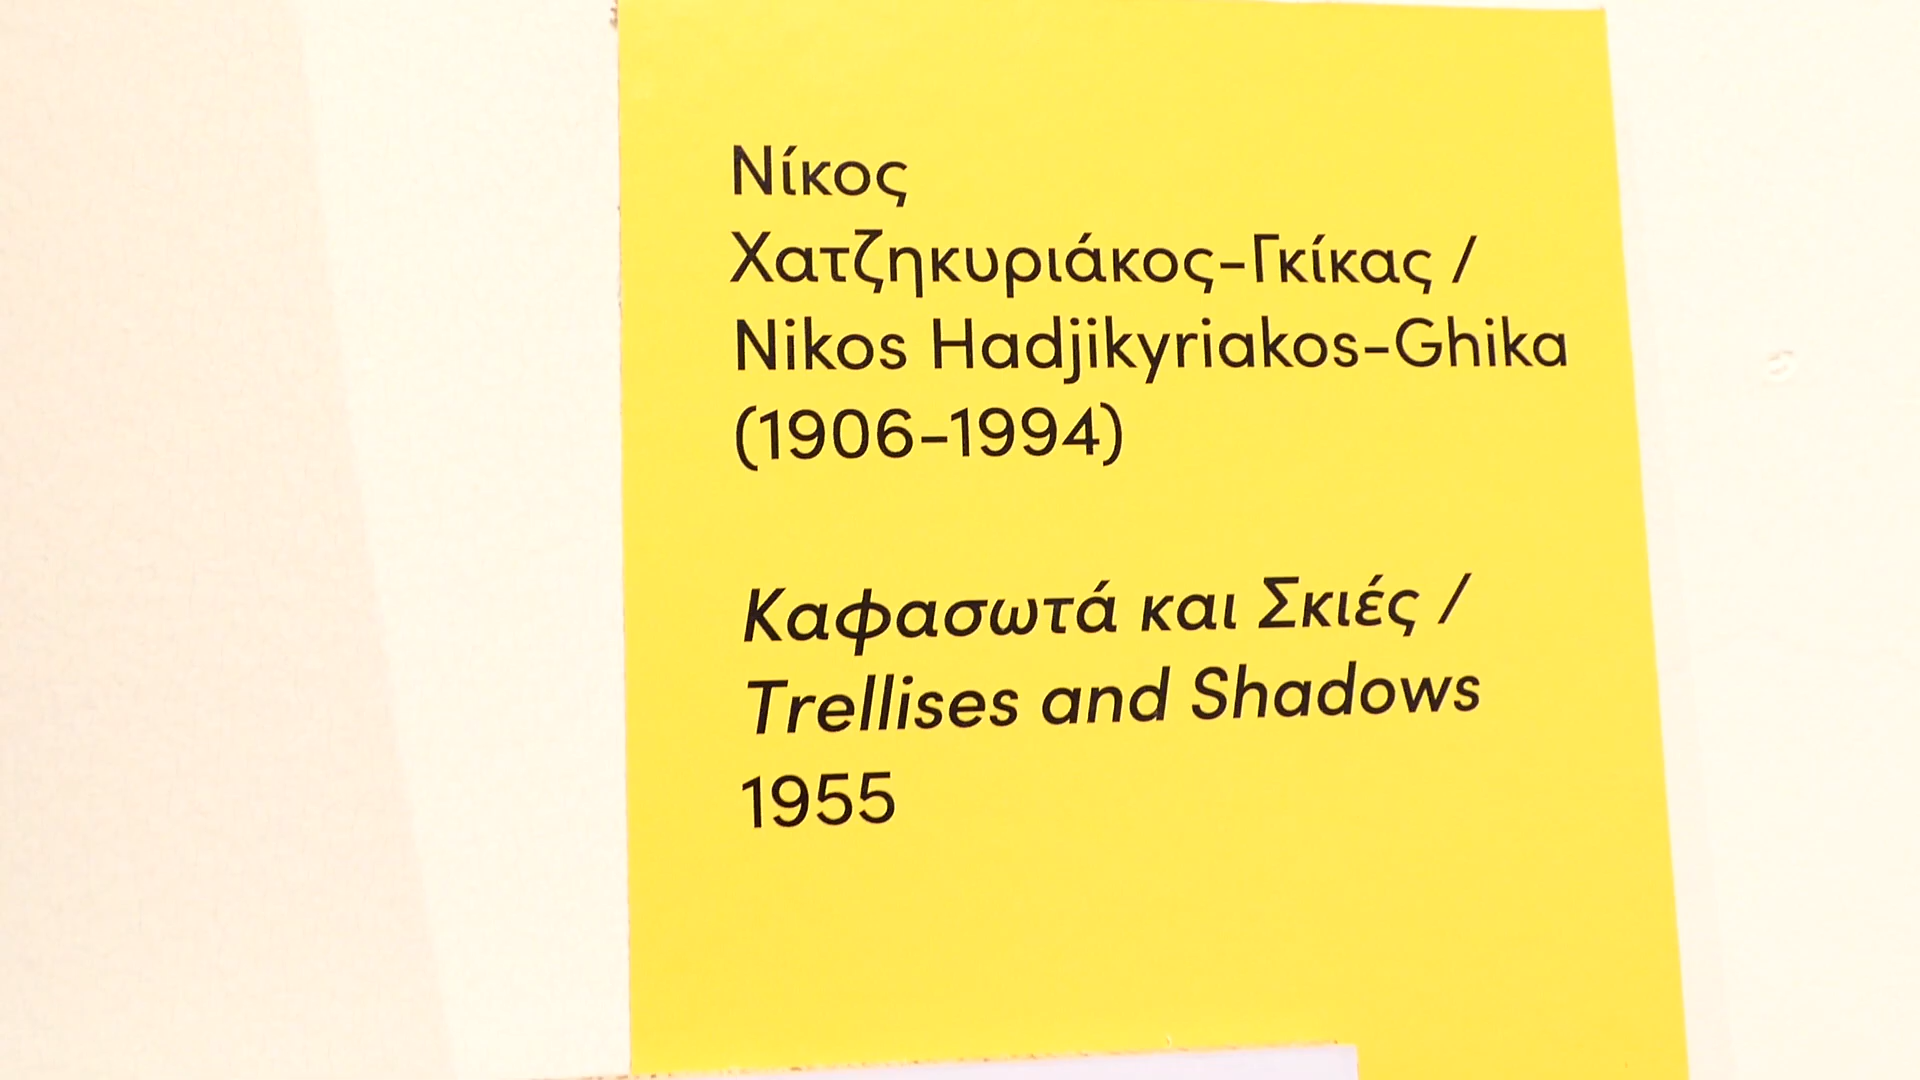 Νίκος
Χατζηκυριάκος-Γκίκας /
Nikos Hadjikyriakos-Ghika
(1906-1994)
Καφασωτά και Σκιές /
Trellises and Shadows
1955